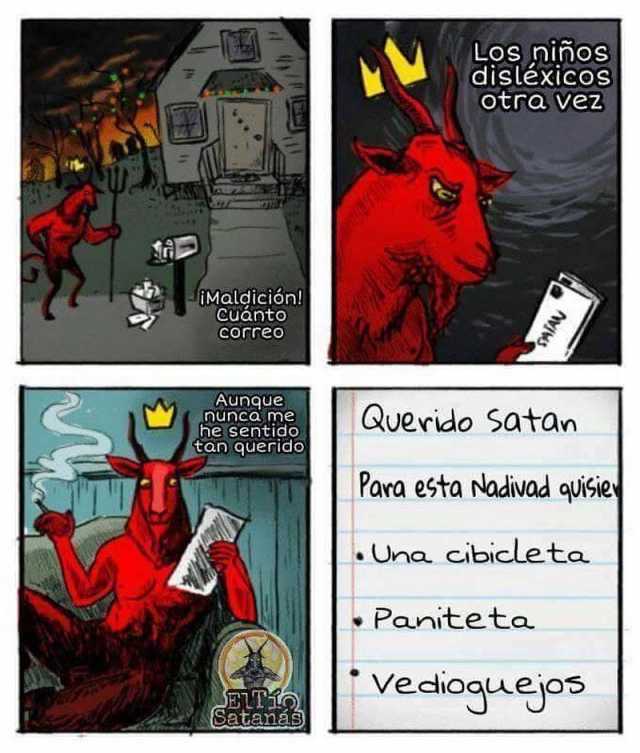 ¡Maldición!
Cuánto
correo
Los niños
disléxicos
otra vez
SATAN
Aunque
nunca me
he sentido
tan querido
El Tío
Satanás
Querido Satan
Para esta Nadivad quisier
• Una cibicleta
• Paniteta
• Vedioguejos